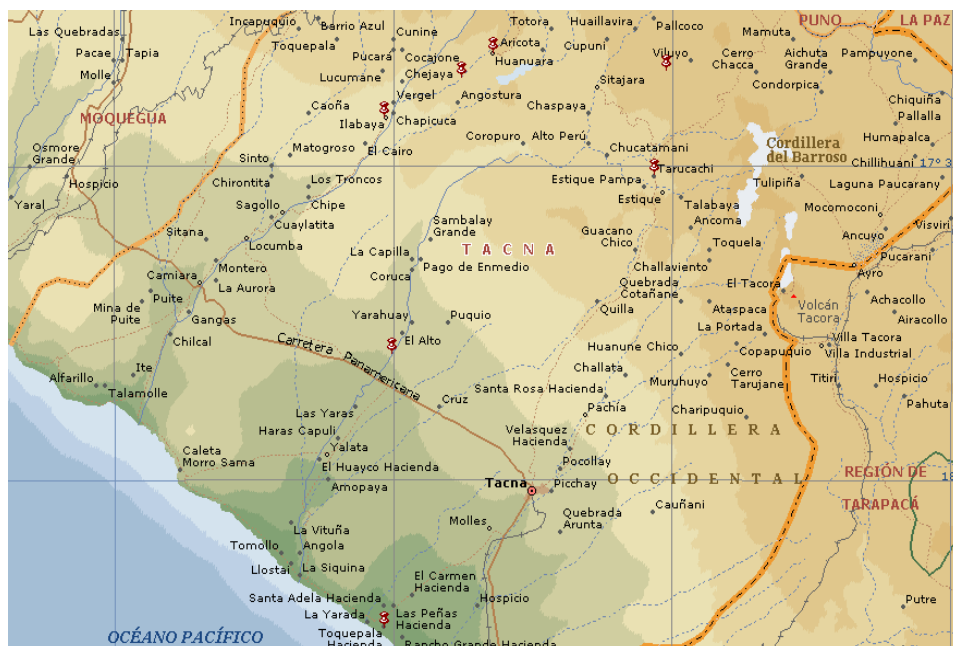 Las Quebradas
Incapuquio
Barrio Azul
Cunine
Totora
Huaillavira
Pallcoco
Mamuta
PUNO
LA PAZ
Pacae
Tapia
Toquepala
Pucará
Cocajone
Aricota
Cupuni
Viluyo
Cerro
Chacca
Aichuta
Grande
Pampuyone
Molle
Lucumane
Chejaya
Huanuara
Sitajara
Condorpica
Vergel
Angostura
Chaspaya
Chiquiña
Caoña
Pallalla
MOQUEGUA
Ilabaya
Chapicuca
Coropuro
Alto Perú
Humapalca
Osmore
Grande
Matogroso
El Cairo
Chucatamani
Cordillera
del Barroso
Sinto
Chillihuani
17º 3
Tarucachi
Hospicio
Chirontita
Los Troncos
Estique Pampa
Tulipiña
Laguna Paucarany
Yaral
Sagollo
Chipe
Estique
Talabaya
Mocomoconi
Cuaylatita
Sambalay
Grande
Ancoma
Visviri
Sitana
Locumba
Guacano
Chico
Toquela
Ancuyo
TACNA
La Capilla
Pago de Enmedio
Pucarani
Camiara
Montero
Coruca
Challaviento
Ayro
La Aurora
Quebrada
Cotañane
El Tacora
Mina de
Puite
Puite
Achacollo
Quilla
Ataspaca
Volcán
Tacora
Gangas
Yarahuay
Puquio
Airacollo
La Portada
Chilcal
El Alto
Villa Tacora
Carretera Panamericana
Huanune Chico
Copapuquio
Villa Industrial
Ite
Challata
Cerro
Tarujane
Alfarillo
Muruhuyo
Titiri
Hospicio
Talamolle
Santa Rosa Hacienda
Las Yaras
Cruz
Pachía
Charipuquio
Pahuta
Haras Capuli
Velasquez
Hacienda
CORDILLERA
Yalata
Caleta
Morro Sama
El Huayco Hacienda
Pocollay
REGIÓN DE
TARAPACÁ
OCCIDENTAL
18
Amopaya
Tacna
Picchay
Cauñani
La Vituña
Molles
Quebrada
Arunta
Tomollo
Angola
Llostai
La Siquina
El Carmen
Hacienda
Santa Adela Hacienda
Hospicio
Putre
La Yarada
Las Peñas
Hacienda
OCÉANO PACÍFICO
Toquepala
Hacienda
Rancho Grande Hacienda